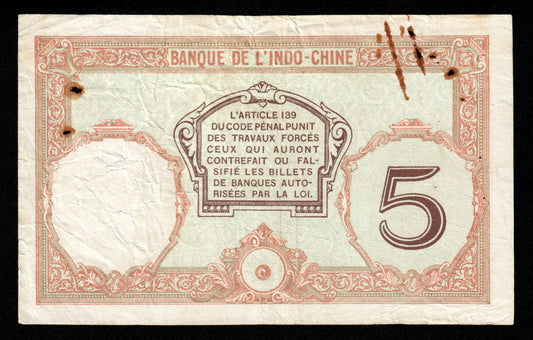 BANQUE DE L'INDO-CHINE
L'ARTICLE 139
DU CODE PÉNAL PUNIT
DES TRAVAUX FORCÉS
CEUX QUI AURONT
CONTREFAIT OU FAL-
SIFIÉ LES BILLETS
DE BANQUES AUTO-
RISÉES PAR LA LOI.
5